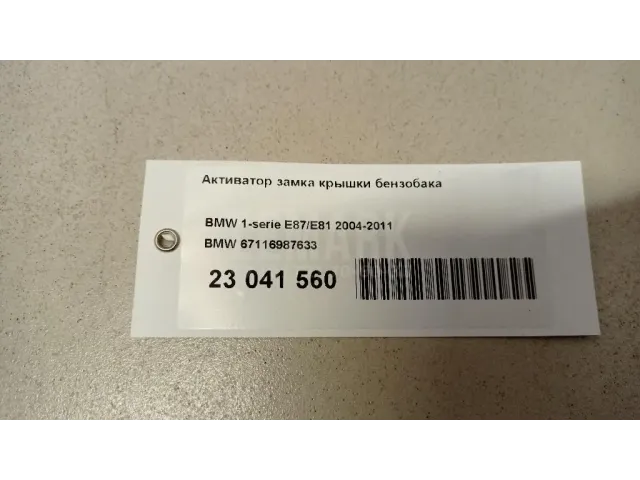 Активатор замка крышки бензобака
BMW 1-serie E87/E81 2004-2011
BMW 67116987633
23 041 560